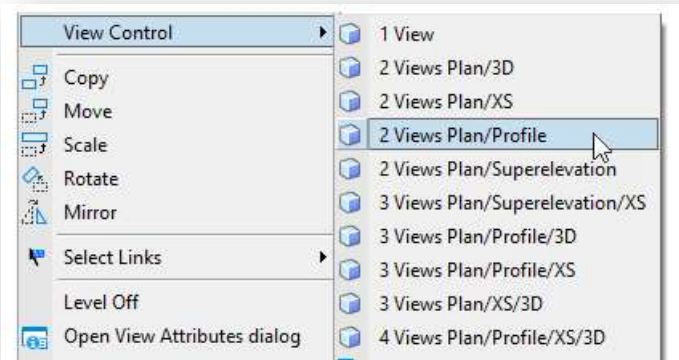 View Control
Copy
Move
Scale
Rotate
Mirror
Select Links
Level Off
Open View Attributes dialog
1 View
2 Views Plan/3D
2 Views Plan/XS
2 Views Plan/Profile
2 Views Plan/Superelevation
3 Views Plan/Superelevation/XS
3 Views Plan/Profile/3D
3 Views Plan/Profile/XS
3 Views Plan/XS/3D
4 Views Plan/Profile/XS/3D